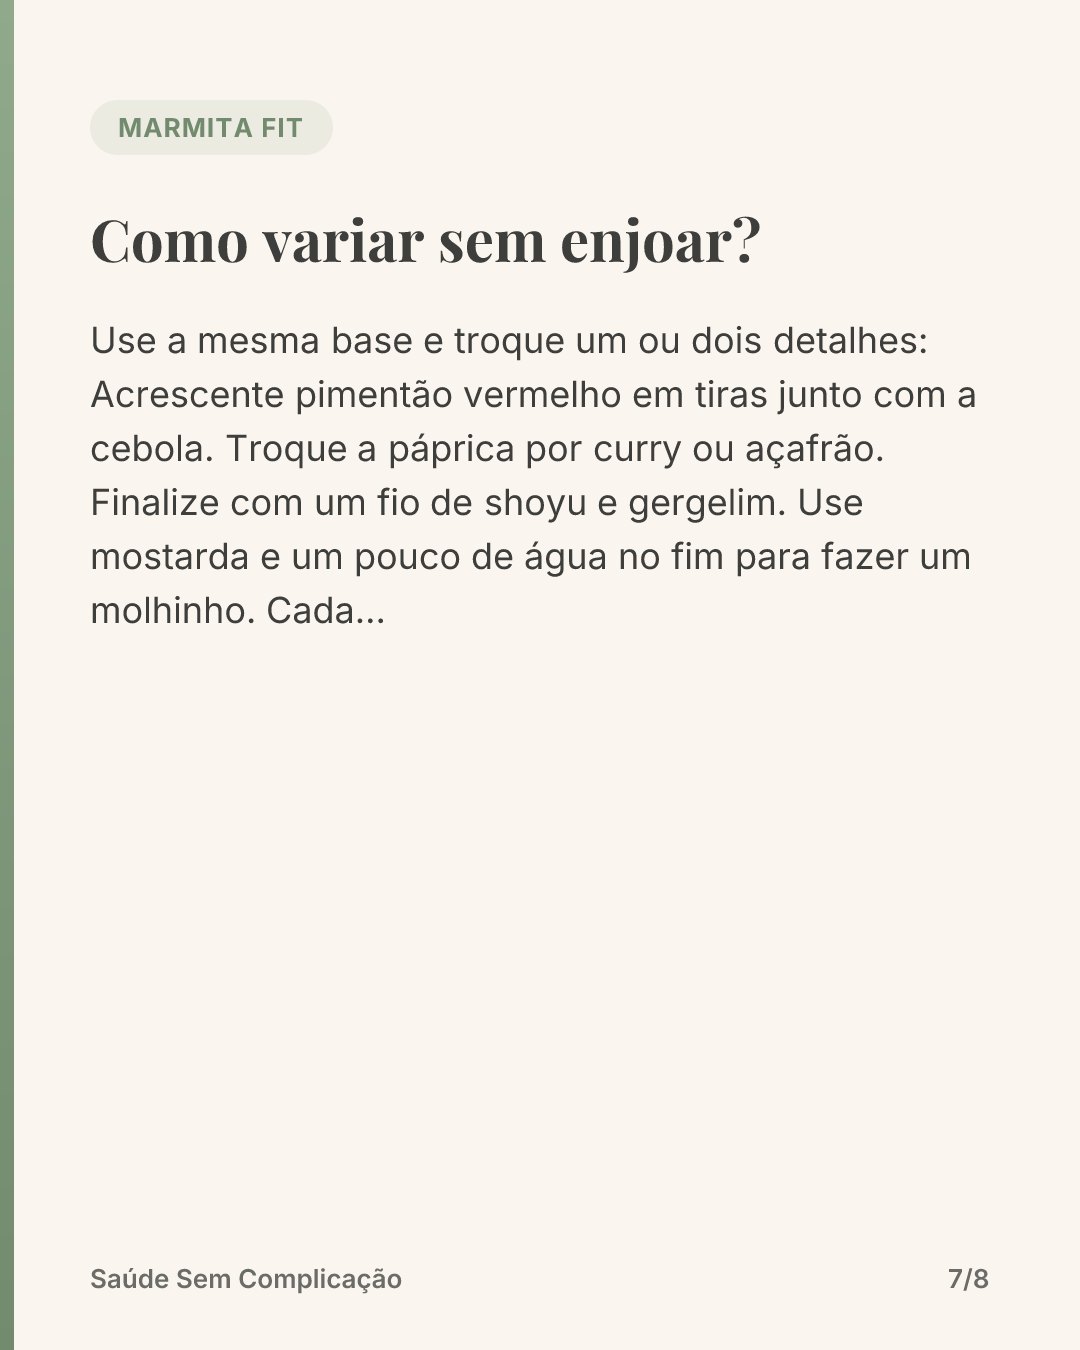 MARMITA FIT
Como variar sem enjoar?
Use a mesma base e troque um ou dois detalhes:
Acrescente pimentão vermelho em tiras junto com a
cebola. Troque a páprica por curry ou açafrão.
Finalize com um fio de shoyu e gergelim. Use
mostarda e um pouco de água no fim para fazer um
molhinho. Cada...
Saúde Sem Complicação
7/8